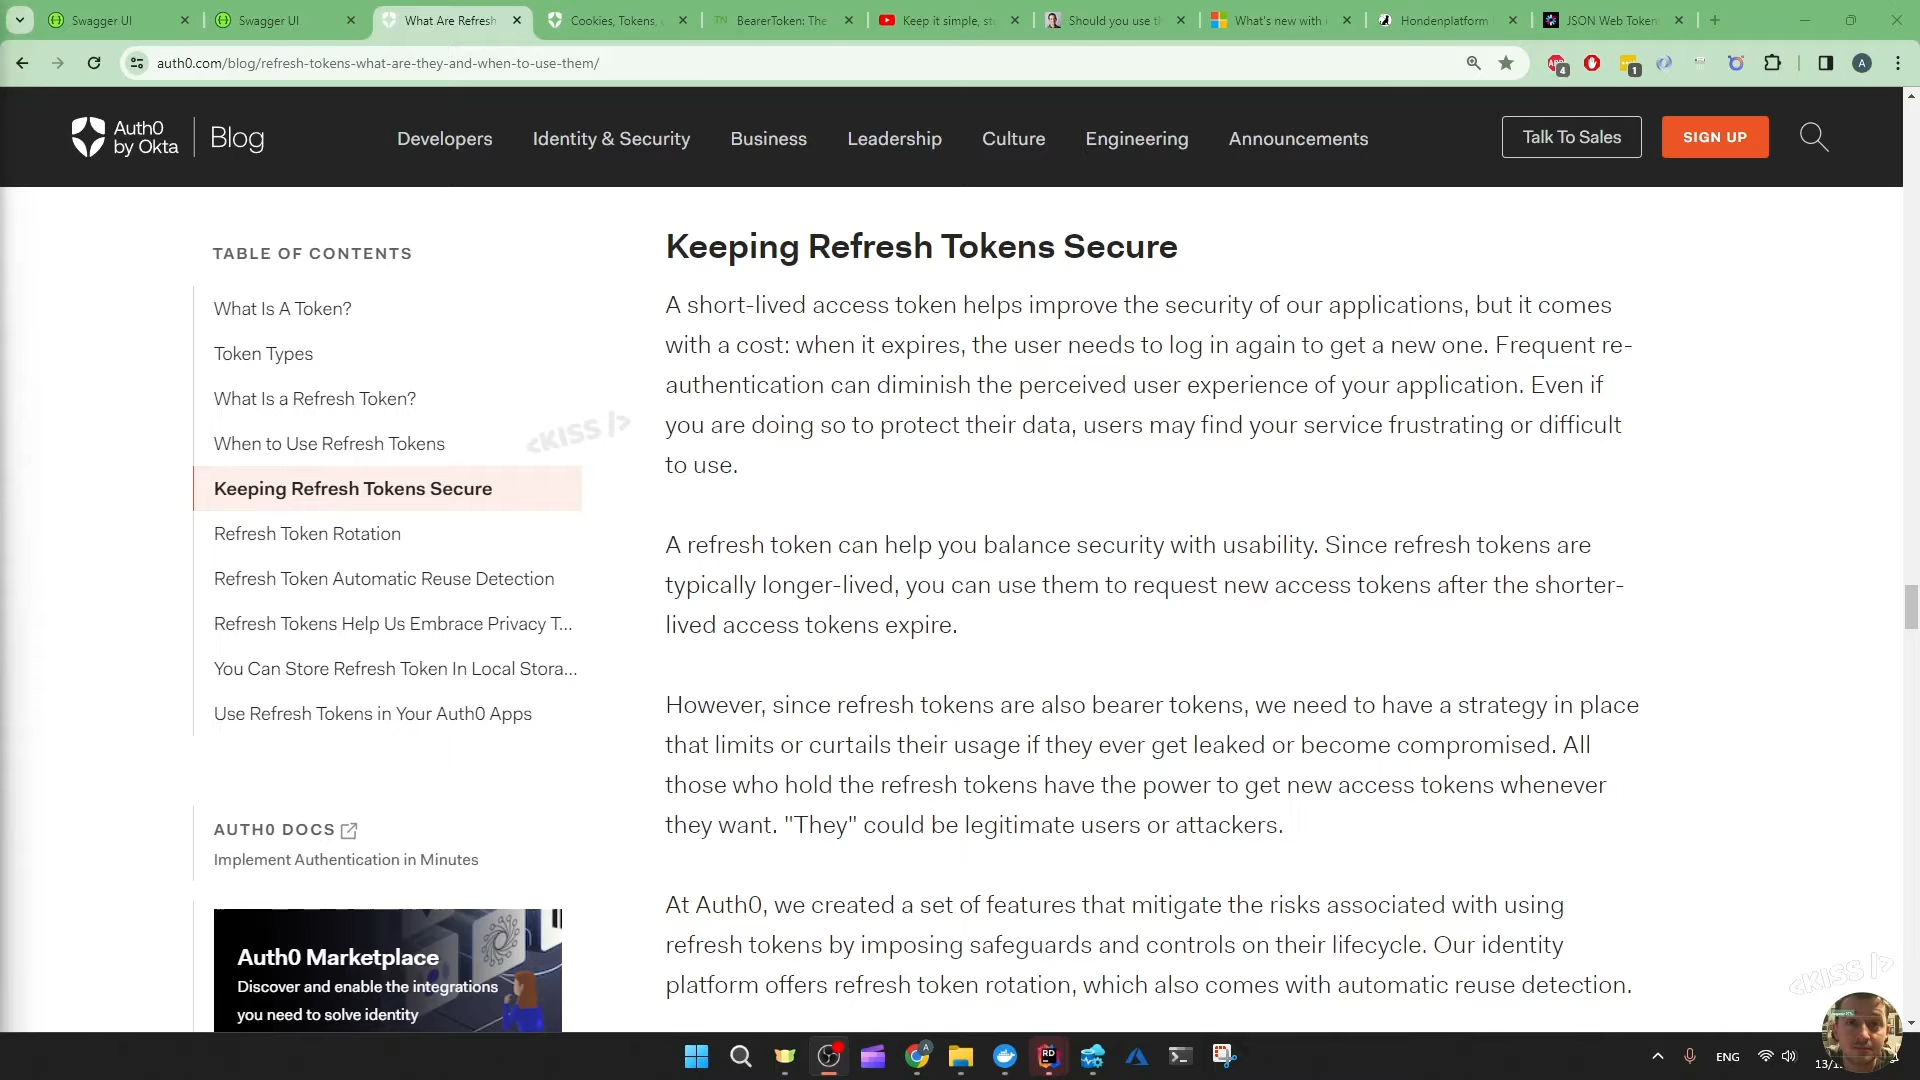 Swagger UI
Swagger UI
What Are Refresh
Cookies, Tokens,
BearerToken: The
Keep it simple, st
Should you use th
What's new with i
Hondenplatform
JSON Web Token
auth0.com/blog/refresh-tokens-what-are-they-and-when-to-use-them/
4
1
A
Auth0
by Okta
Blog
Developers
Identity & Security
Business
Leadership
Culture
Engineering
Announcements
Talk To Sales
SIGN UP
TABLE OF CONTENTS
What Is A Token?
Token Types
What Is a Refresh Token?
When to Use Refresh Tokens
Keeping Refresh Tokens Secure
Refresh Token Rotation
Refresh Token Automatic Reuse Detection
Refresh Tokens Help Us Embrace Privacy T...
You Can Store Refresh Token In Local Stora...
Use Refresh Tokens in Your Auth0 Apps
AUTH0 DOCS
Implement Authentication in Minutes
Auth0 Marketplace
Discover and enable the integrations
you need to solve identity
<KISS />
Keeping Refresh Tokens Secure
A short-lived access token helps improve the security of our applications, but it comes
with a cost: when it expires, the user needs to log in again to get a new one. Frequent re-
authentication can diminish the perceived user experience of your application. Even if
you are doing so to protect their data, users may find your service frustrating or difficult
to use.
A refresh token can help you balance security with usability. Since refresh tokens are
typically longer-lived, you can use them to request new access tokens after the shorter-
lived access tokens expire.
However, since refresh tokens are also bearer tokens, we need to have a strategy in place
that limits or curtails their usage if they ever get leaked or become compromised. All
those who hold the refresh tokens have the power to get new access tokens whenever
they want. "They" could be legitimate users or attackers.
At Auth0, we created a set of features that mitigate the risks associated with using
refresh tokens by imposing safeguards and controls on their lifecycle. Our identity
platform offers refresh token rotation, which also comes with automatic reuse detection.
<KISS />
A
RD
ENG
13/1